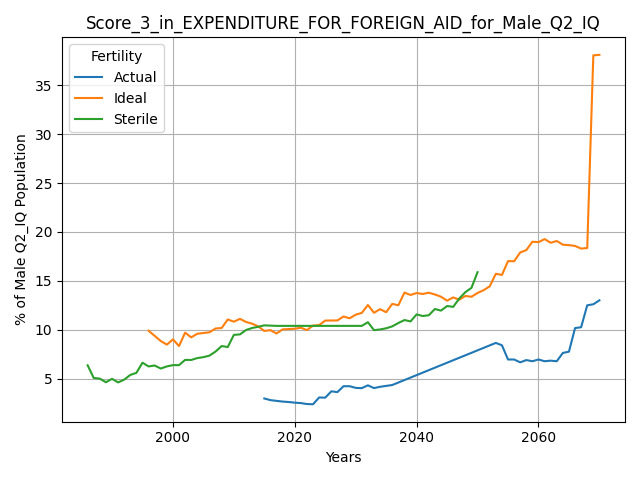 Score_3_in_EXPENDITURE_FOR_FOREIGN_AID_for_Male_Q2_IQ
Fertility
Actual
Ideal
Sterile
% of Male Q2_IQ Population
35
30
25
20
15
10
5
2000
2020
2040
2060
Years